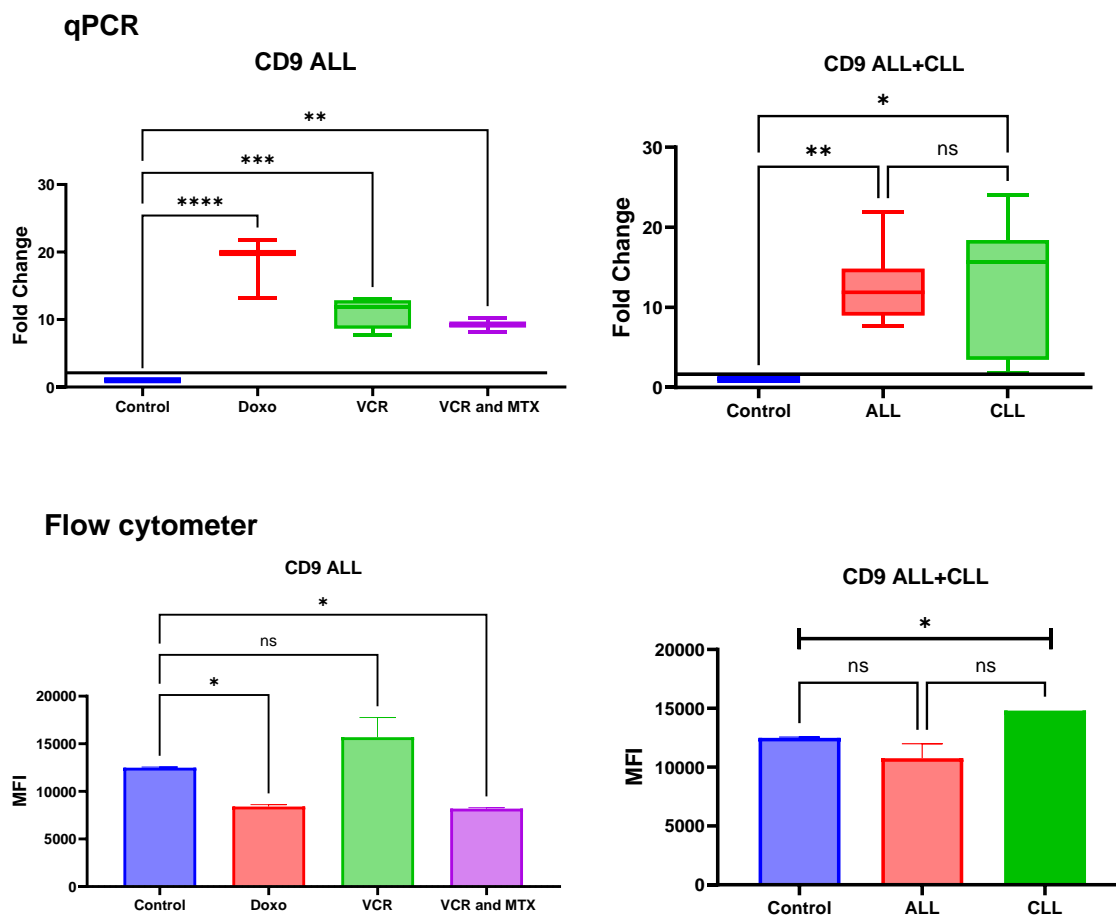 qPCR
CD9 ALL
**
***
****
30
20
10
0
Fold Change
Control Doxo VCR VCR and MTX
CD9 ALL+CLL
*
** ns
30
20
10
0
Fold Change
Control ALL CLL
Flow cytometer
CD9 ALL
*
ns
*
20000
15000
10000
5000
0
MFI
Control Doxo VCR VCR and MTX
CD9 ALL+CLL
*
ns ns
20000
15000
10000
5000
0
MFI
Control ALL CLL